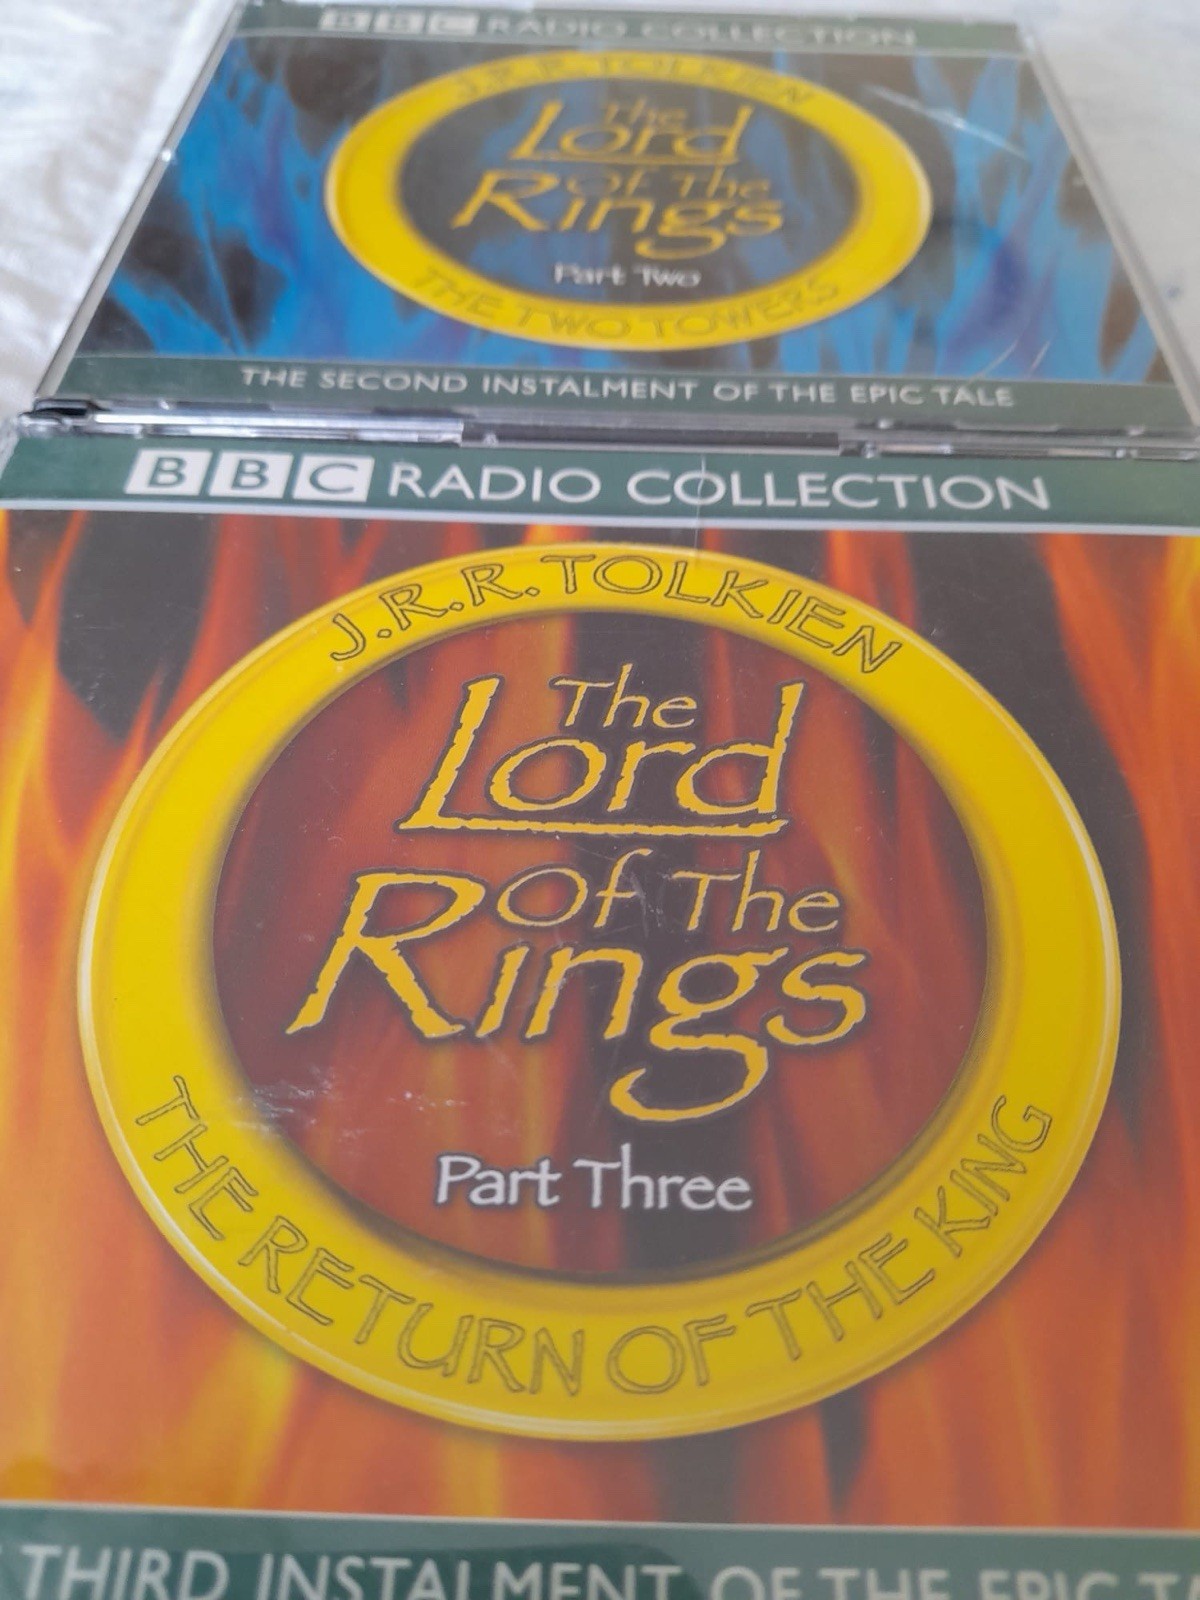 BBC RADIO COLLECTION
J.R.R. TOLKIEN
The
Lord
Of The
Rings
Part Two
THE TWO TOWERS
THE SECOND INSTALMENT OF THE EPIC TALE
BBC RADIO COLLECTION
J.R.R. TOLKIEN
The
Lord
Of The
Rings
Part Three
THE RETURN OF THE KING
THIRD INSTALMENT OF THE EPIC TA